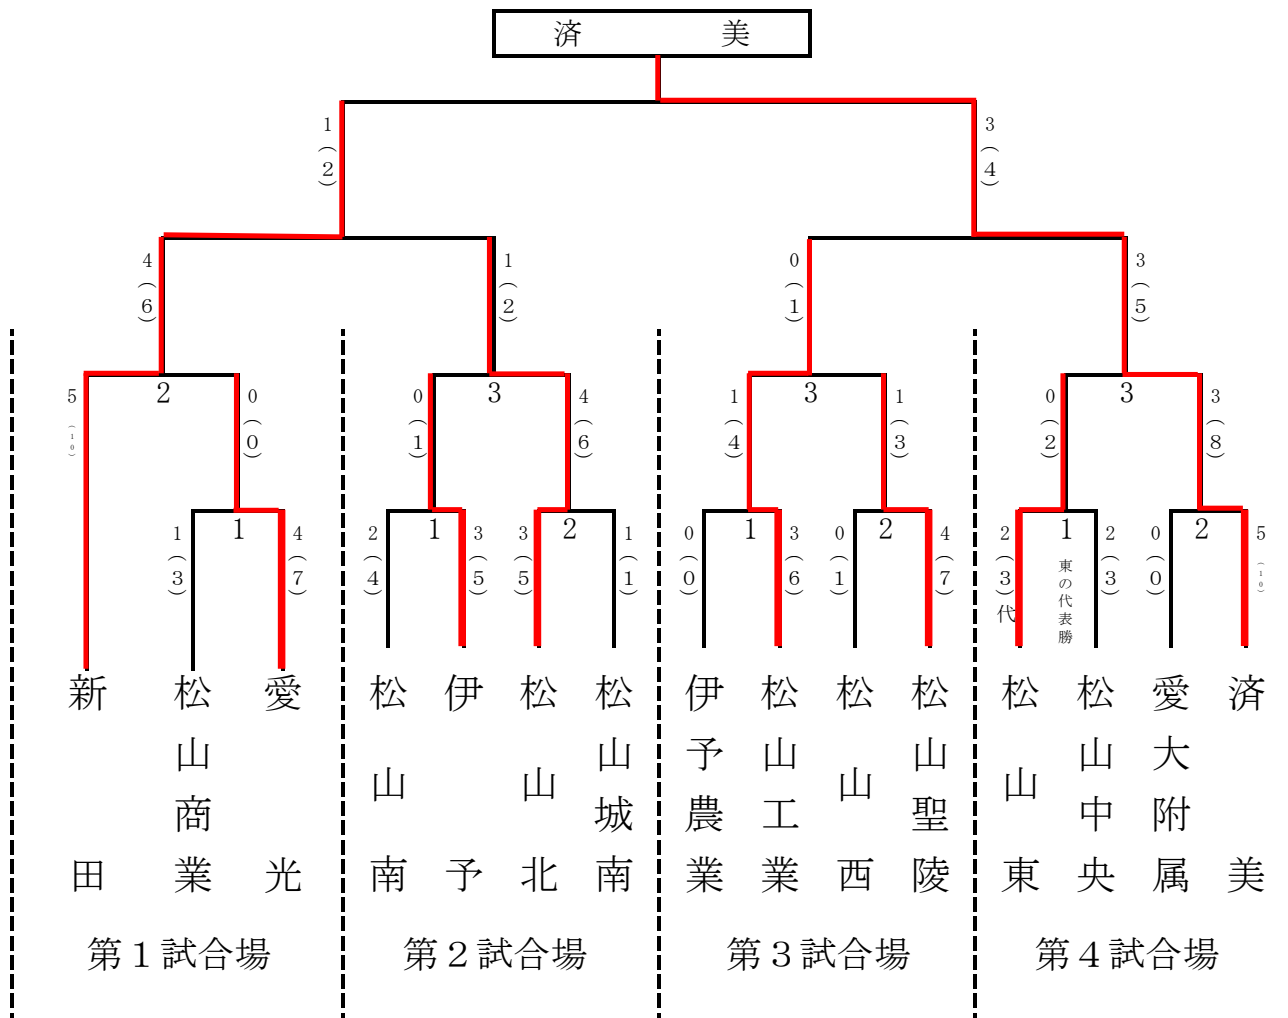 済 美
1（2）
3（4）
4（6）
1（2）
0（1）
3（5）
5（10）
2
0（0）
0（1）
3
4（6）
1（4）
3
1（3）
0（2）
3
3（8）
1（3）
1
4（7）
2（4）
1
3（5）
3（5）
2
1（1）
0（0）
1
3（6）
0（1）
2
4（7）
2（3）代
1
東の代表勝
2（3）
0（0）
2
5（10）
新田
松山商業
愛光
松山南
伊予
松山北
松山城南
伊予農業
松山工業
松山西
松山聖陵
松山東
松山中央
愛大附属
済美
第１試合場
第２試合場
第３試合場
第４試合場